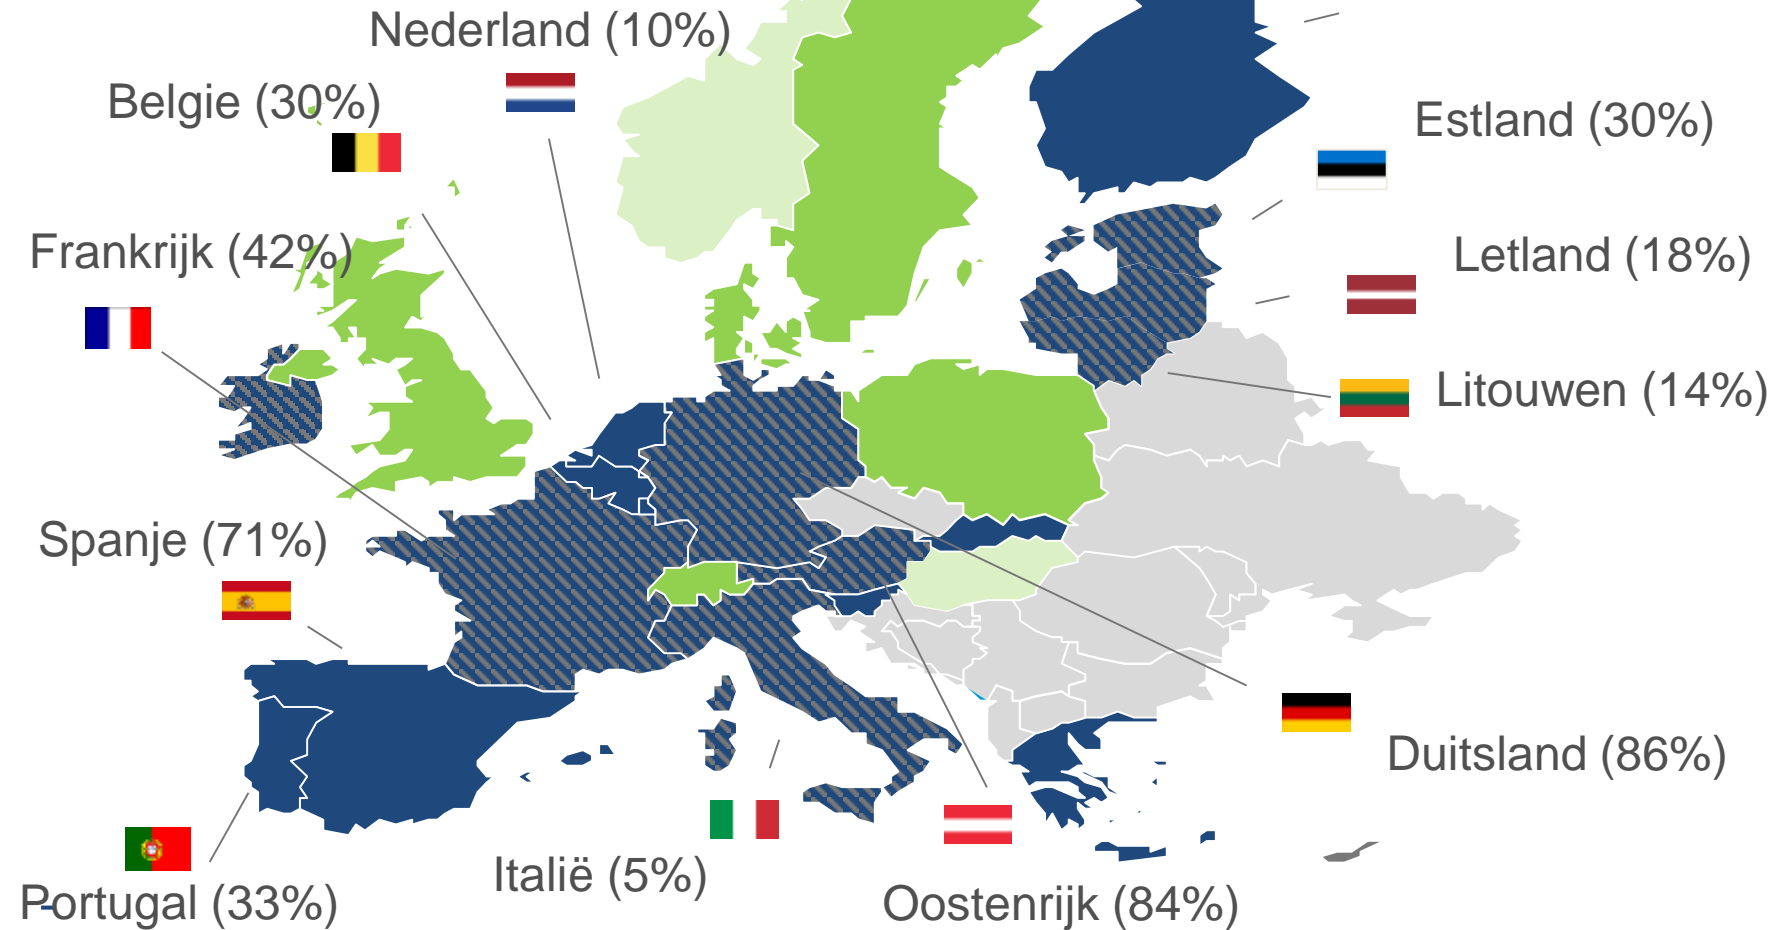 Nederland (10%)
Belgie (30%)
Estland (30%)
Frankrijk (42%)
Letland (18%)
Litouwen (14%)
Spanje (71%)
Duitsland (86%)
Italië (5%)
Oostenrijk (84%)
Portugal (33%)